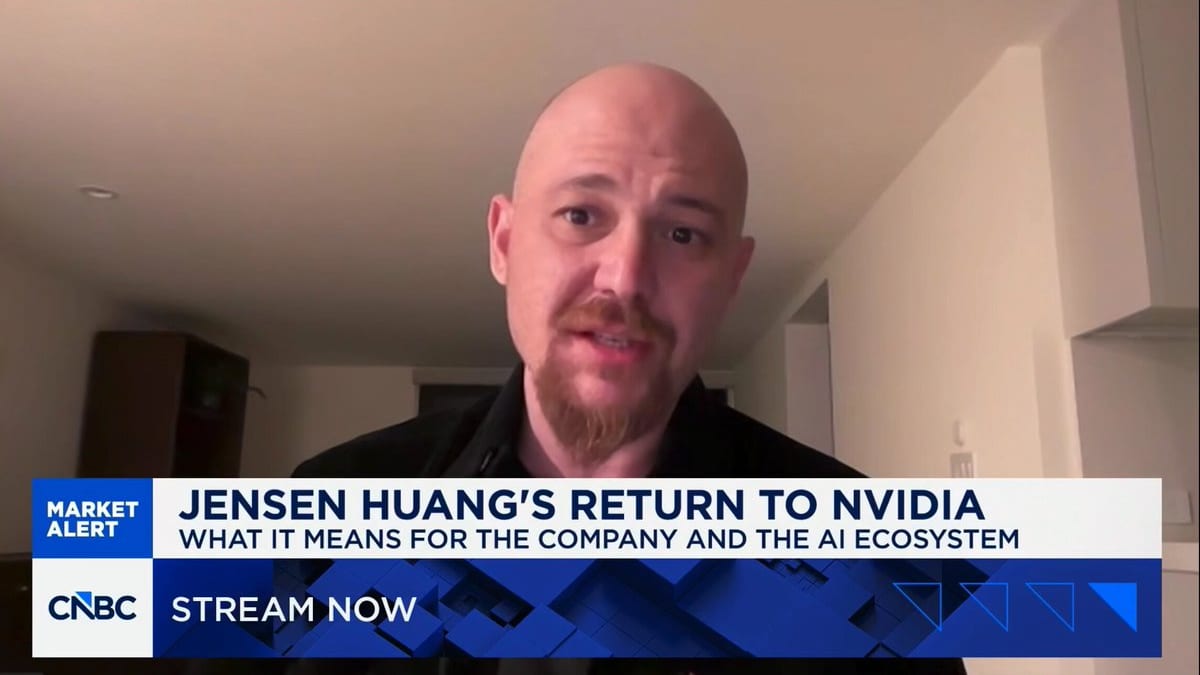 MARKET
ALERT
JENSEN HUANG'S RETURN TO NVIDIA
WHAT IT MEANS FOR THE COMPANY AND THE AI ECOSYSTEM
CNBC
STREAM NOW